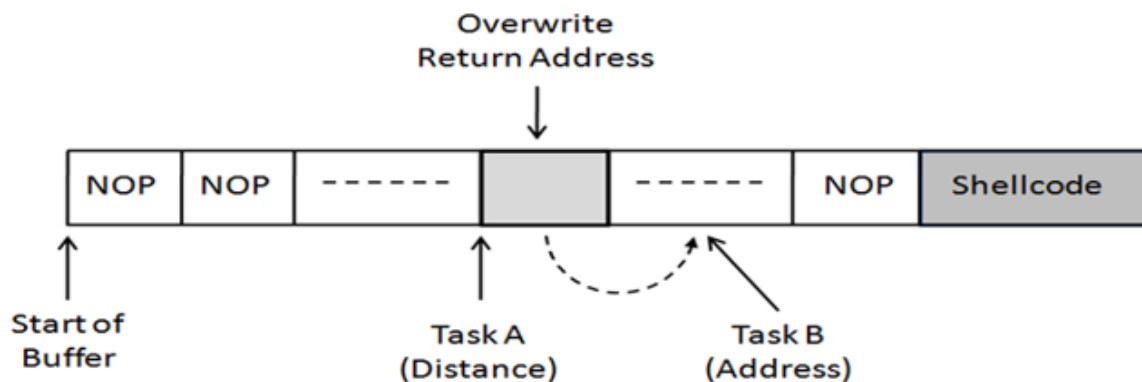 Overwrite
Return Address
NOP NOP ------ ------ NOP Shellcode
Start of
Buffer
Task A
(Distance)
Task B
(Address)